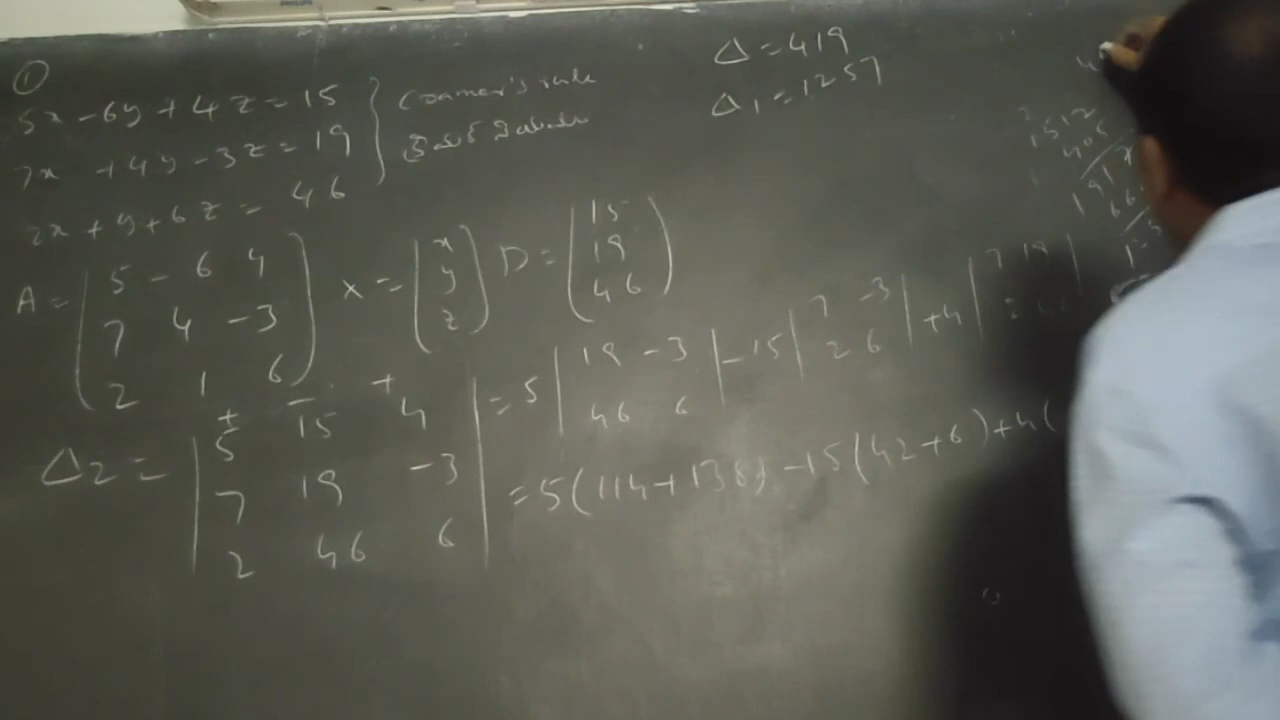 ①
5x - 6y + 4z = 15
7x + 4y - 3z = 19
2x + y + 6z = 46
Cramer's rule
Δ = 419
Δ1 = 1257
A = ( 5 - 6 4
7 4 -3
2 1 6 )
X = ( x
y
z )
D = ( 15
19
46 )
+ - +
Δ2 = | 5 15 4
7 19 -3
2 46 6 |
= 5 | 19 -3
46 6 | - 15 | 7 -3
2 6 | + 4 | 7 19
= 5(114+138) - 15(42+6) + 4(